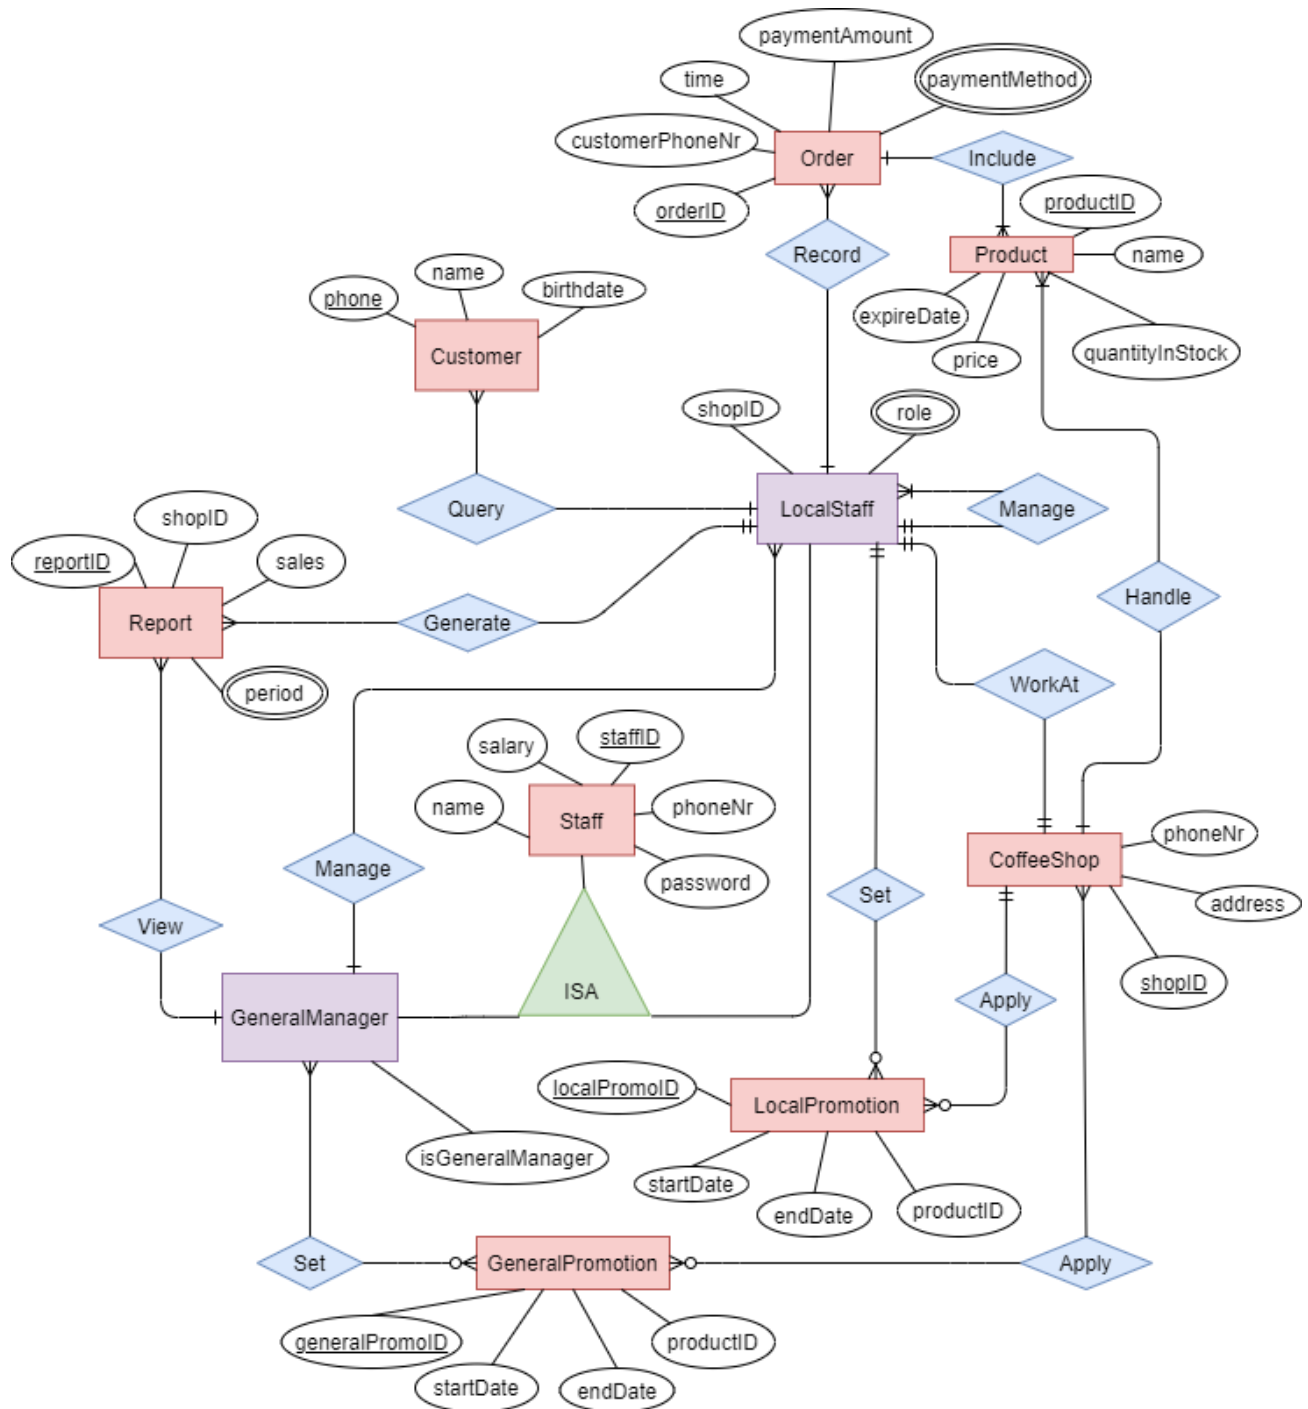 paymentAmount
time
paymentMethod
customerPhoneNr
Order
Include
orderID
productID
Record
Product
name
name
phone
birthdate
expireDate
Customer
price
quantityInStock
shopID
role
Query
LocalStaff
Manage
shopID
reportID
sales
Report
Generate
Handle
period
WorkAt
salary
staffID
name
Staff
phoneNr
phoneNr
password
CoffeeShop
Manage
Set
address
View
shopID
ISA
Apply
GeneralManager
localPromoID
LocalPromotion
isGeneralManager
startDate
endDate
productID
Set
GeneralPromotion
Apply
generalPromoID
productID
startDate
endDate